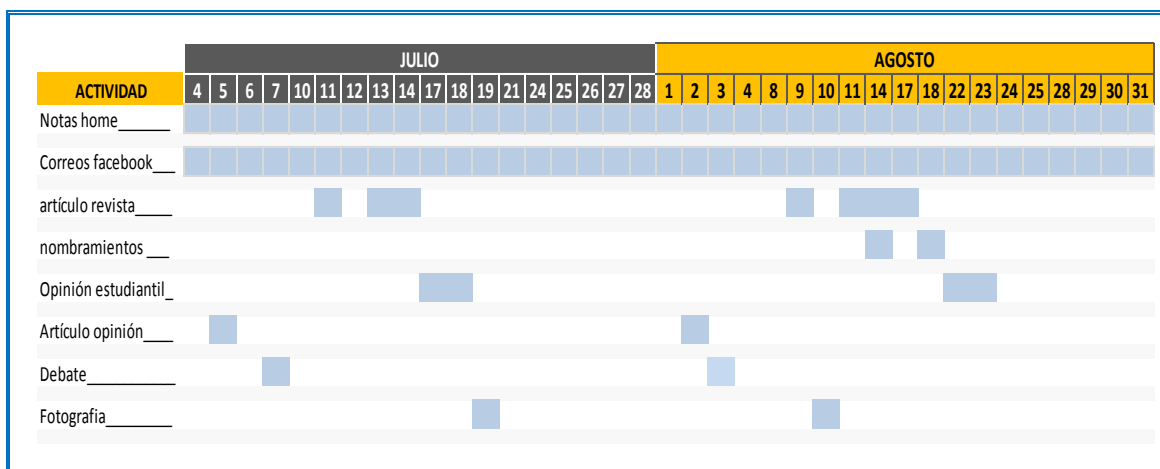 JULIO AGOSTO
ACTIVIDAD 4 5 6 7 10 11 12 13 14 17 18 19 21 24 25 26 27 28 1 2 3 4 8 9 10 11 14 17 18 22 23 24 25 28 29 30 31
Notas home______
Correos facebook___
artículo revista_____
nombramientos ___
Opinión estudiantil_
Artículo opinión____
Debate___________
Fotografia_________